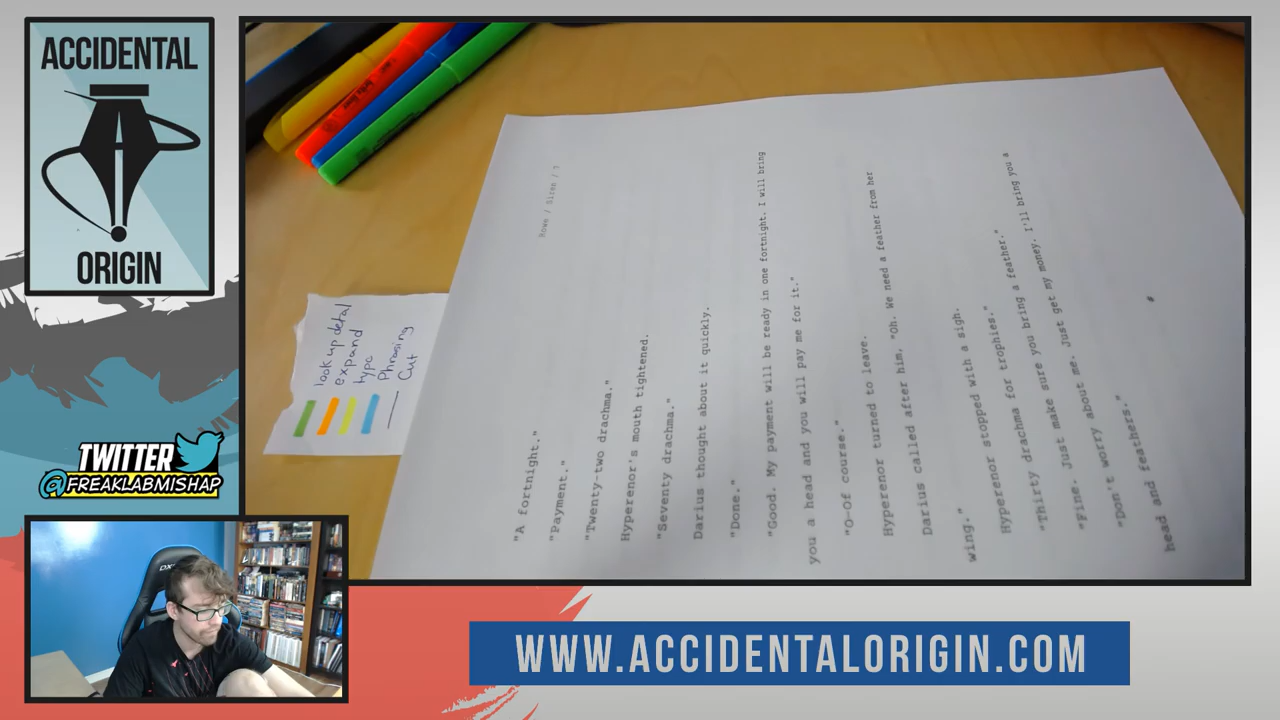 ACCIDENTAL
ORIGIN
TWITTER
@FREAKLABMISHAP
WWW.ACCIDENTALORIGIN.COM
look up detail
expand
typo
Phrasing
Cut
Rown / Siren / 7
"A fortnight."
"Payment."
"Twenty-two drachma."
Hyperenor's mouth tightened.
"Seventy drachma."
Darius thought about it quickly.
"Done."
"Good. My payment will be ready in one fortnight. I will bring
you a head and you will pay me for it."
"O-Of course."
Hyperenor turned to leave.
Darius called after him, "Oh. We need a feather from her
wing."
Hyperenor stopped with a sigh.
"Thirty drachma for trophies."
"Fine. Just make sure you bring a feather."
"Don't worry about me. Just get my money. I'll bring you a
head and feathers."